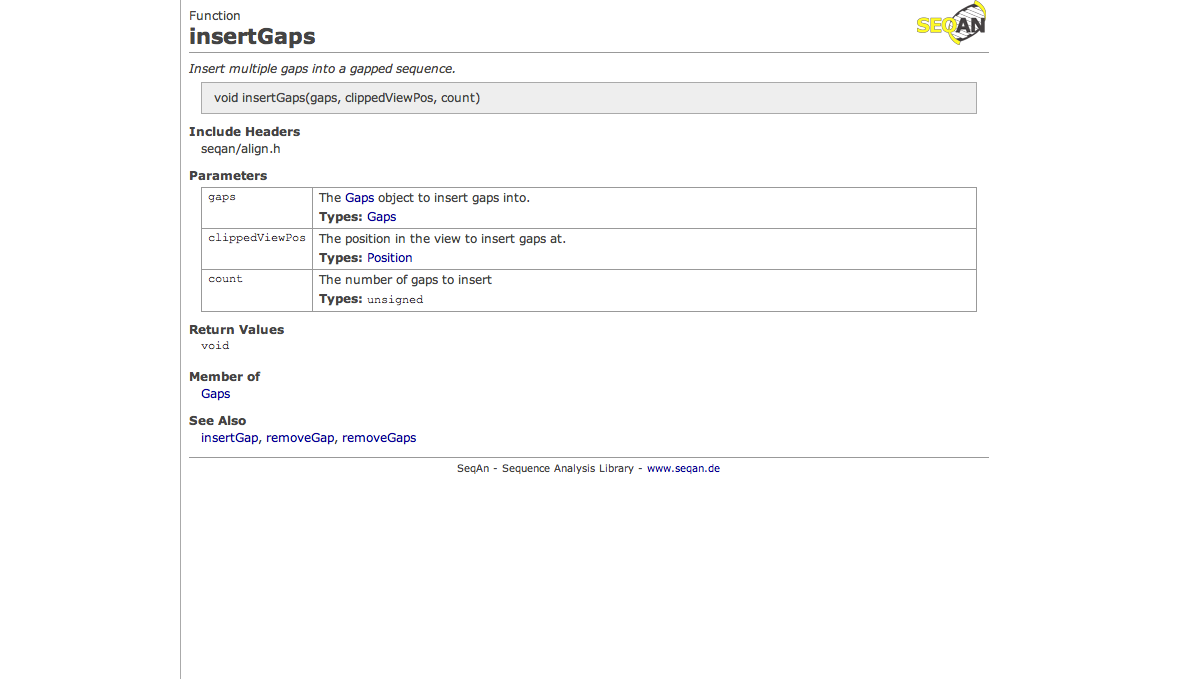 Function
SEQAN
insertGaps
Insert multiple gaps into a gapped sequence.
void insertGaps(gaps, clippedViewPos, count)
Include Headers
seqan/align.h
Parameters
gaps
The Gaps object to insert gaps into.
Types: Gaps
clippedViewPos
The position in the view to insert gaps at.
Types: Position
count
The number of gaps to insert
Types: unsigned
Return Values
void
Member of
Gaps
See Also
insertGap, removeGap, removeGaps
SeqAn - Sequence Analysis Library - www.seqan.de